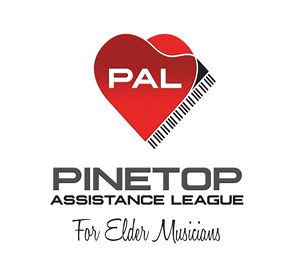 PAL
PINETOP
ASSISTANCE LEAGUE
For Elder Musicians